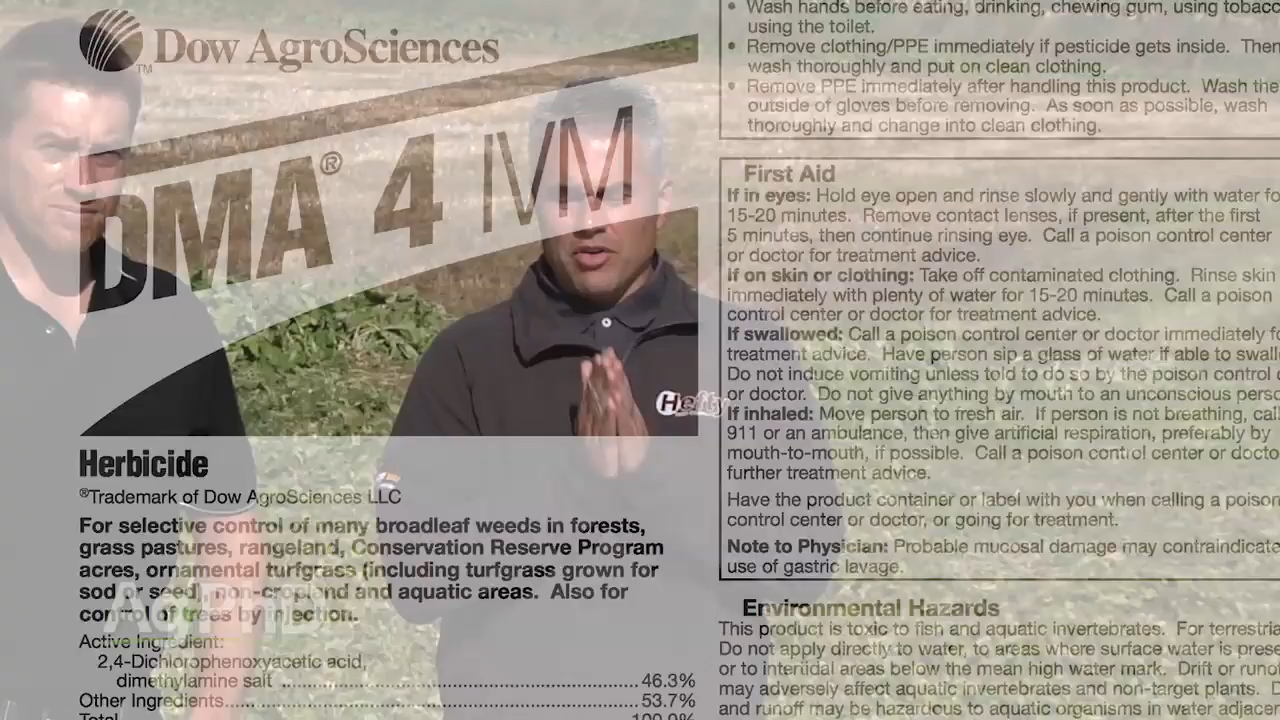 Dow AgroSciences
TM
DMA® 4 IVM
Hefty
Herbicide
®Trademark of Dow AgroSciences LLC
For selective control of many broadleaf weeds in forests,
grass pastures, rangeland, Conservation Reserve Program
acres, ornamental turfgrass (including turfgrass grown for
sod or seed), non-cropland and aquatic areas. Also for
control of trees by injection.
Active Ingredient:
2,4-Dichlorophenoxyacetic acid,
dimethylamine salt ................................................ 46.3%
Other Ingredients ................................................ 53.7%
Total
AgPhD
• Wash hands before eating, drinking, chewing gum, using tobacc
using the toilet.
• Remove clothing/PPE immediately if pesticide gets inside. Then
wash thoroughly and put on clean clothing.
• Remove PPE immediately after handling this product. Wash the
outside of gloves before removing. As soon as possible, wash
thoroughly and change into clean clothing.
First Aid
If in eyes: Hold eye open and rinse slowly and gently with water fo
15-20 minutes. Remove contact lenses, if present, after the first
5 minutes, then continue rinsing eye. Call a poison control center
or doctor for treatment advice.
If on skin or clothing: Take off contaminated clothing. Rinse skin
immediately with plenty of water for 15-20 minutes. Call a poison
control center or doctor for treatment advice.
If swallowed: Call a poison control center or doctor immediately fo
treatment advice. Have person sip a glass of water if able to swall
Do not induce vomiting unless told to do so by the poison control c
or doctor. Do not give anything by mouth to an unconscious perso
If inhaled: Move person to fresh air. If person is not breathing, cal
911 or an ambulance, then give artificial respiration, preferably by
mouth-to-mouth, if possible. Call a poison control center or docto
further treatment advice.
Have the product container or label with you when calling a poison
control center or doctor, or going for treatment.
Note to Physician: Probable mucosal damage may contraindicate
use of gastric lavage.
Environmental Hazards
This product is toxic to fish and aquatic invertebrates. For terrestria
Do not apply directly to water, to areas where surface water is prese
or to intertidal areas below the mean high water mark. Drift or runo
may adversely affect aquatic invertebrates and non-target plants. D
and runoff may be hazardous to aquatic organisms in water adjacen